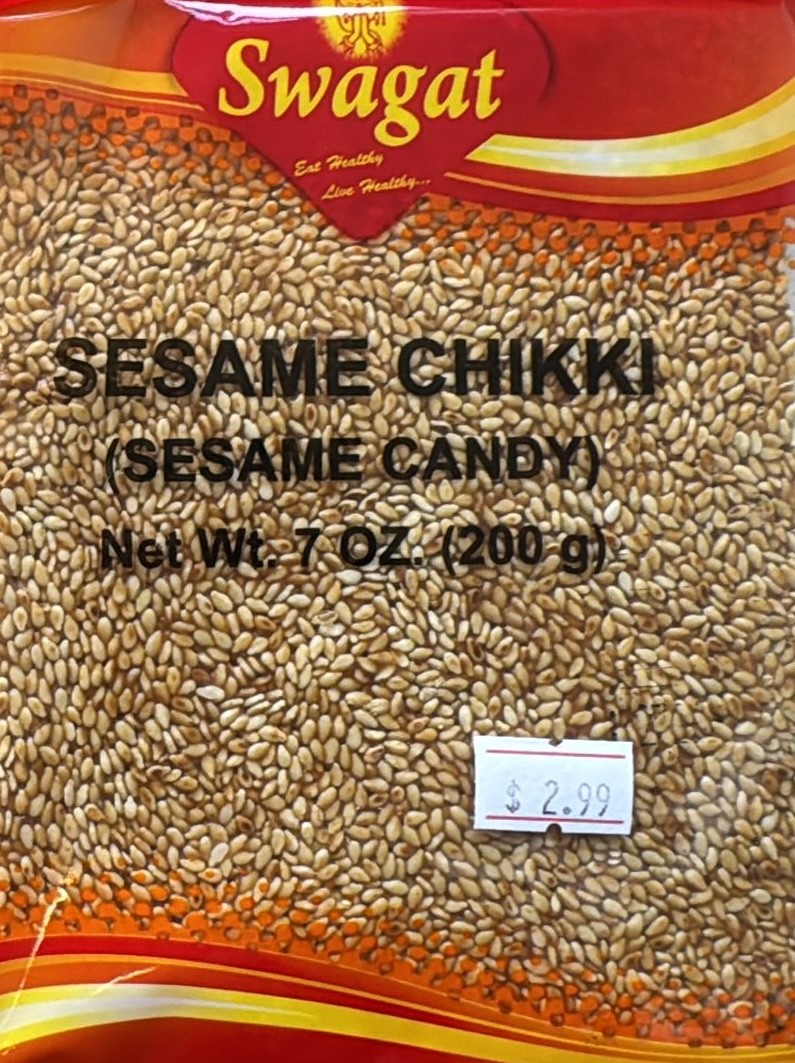 Swagat
Eat Healthy
Live Healthy...
SESAME CHIKKI
(SESAME CANDY)
Net Wt. 7 OZ. (200 g)
$ 2.99